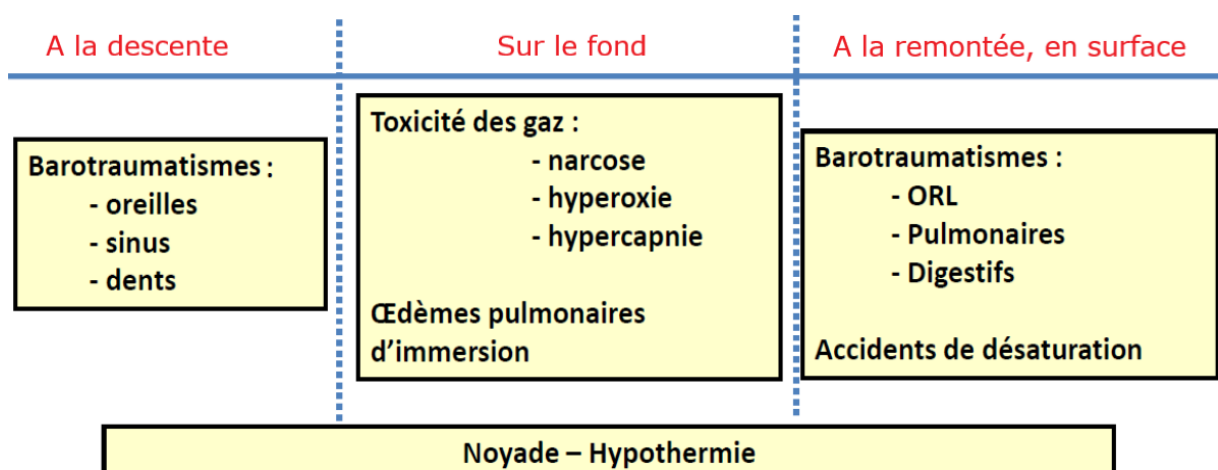 A la descente
Sur le fond
A la remontée, en surface
Barotraumatismes :
- oreilles
- sinus
- dents
Toxicité des gaz :
- narcose
- hyperoxie
- hypercapnie
Œdèmes pulmonaires
d’immersion
Barotraumatismes :
- ORL
- Pulmonaires
- Digestifs
Accidents de désaturation
Noyade – Hypothermie